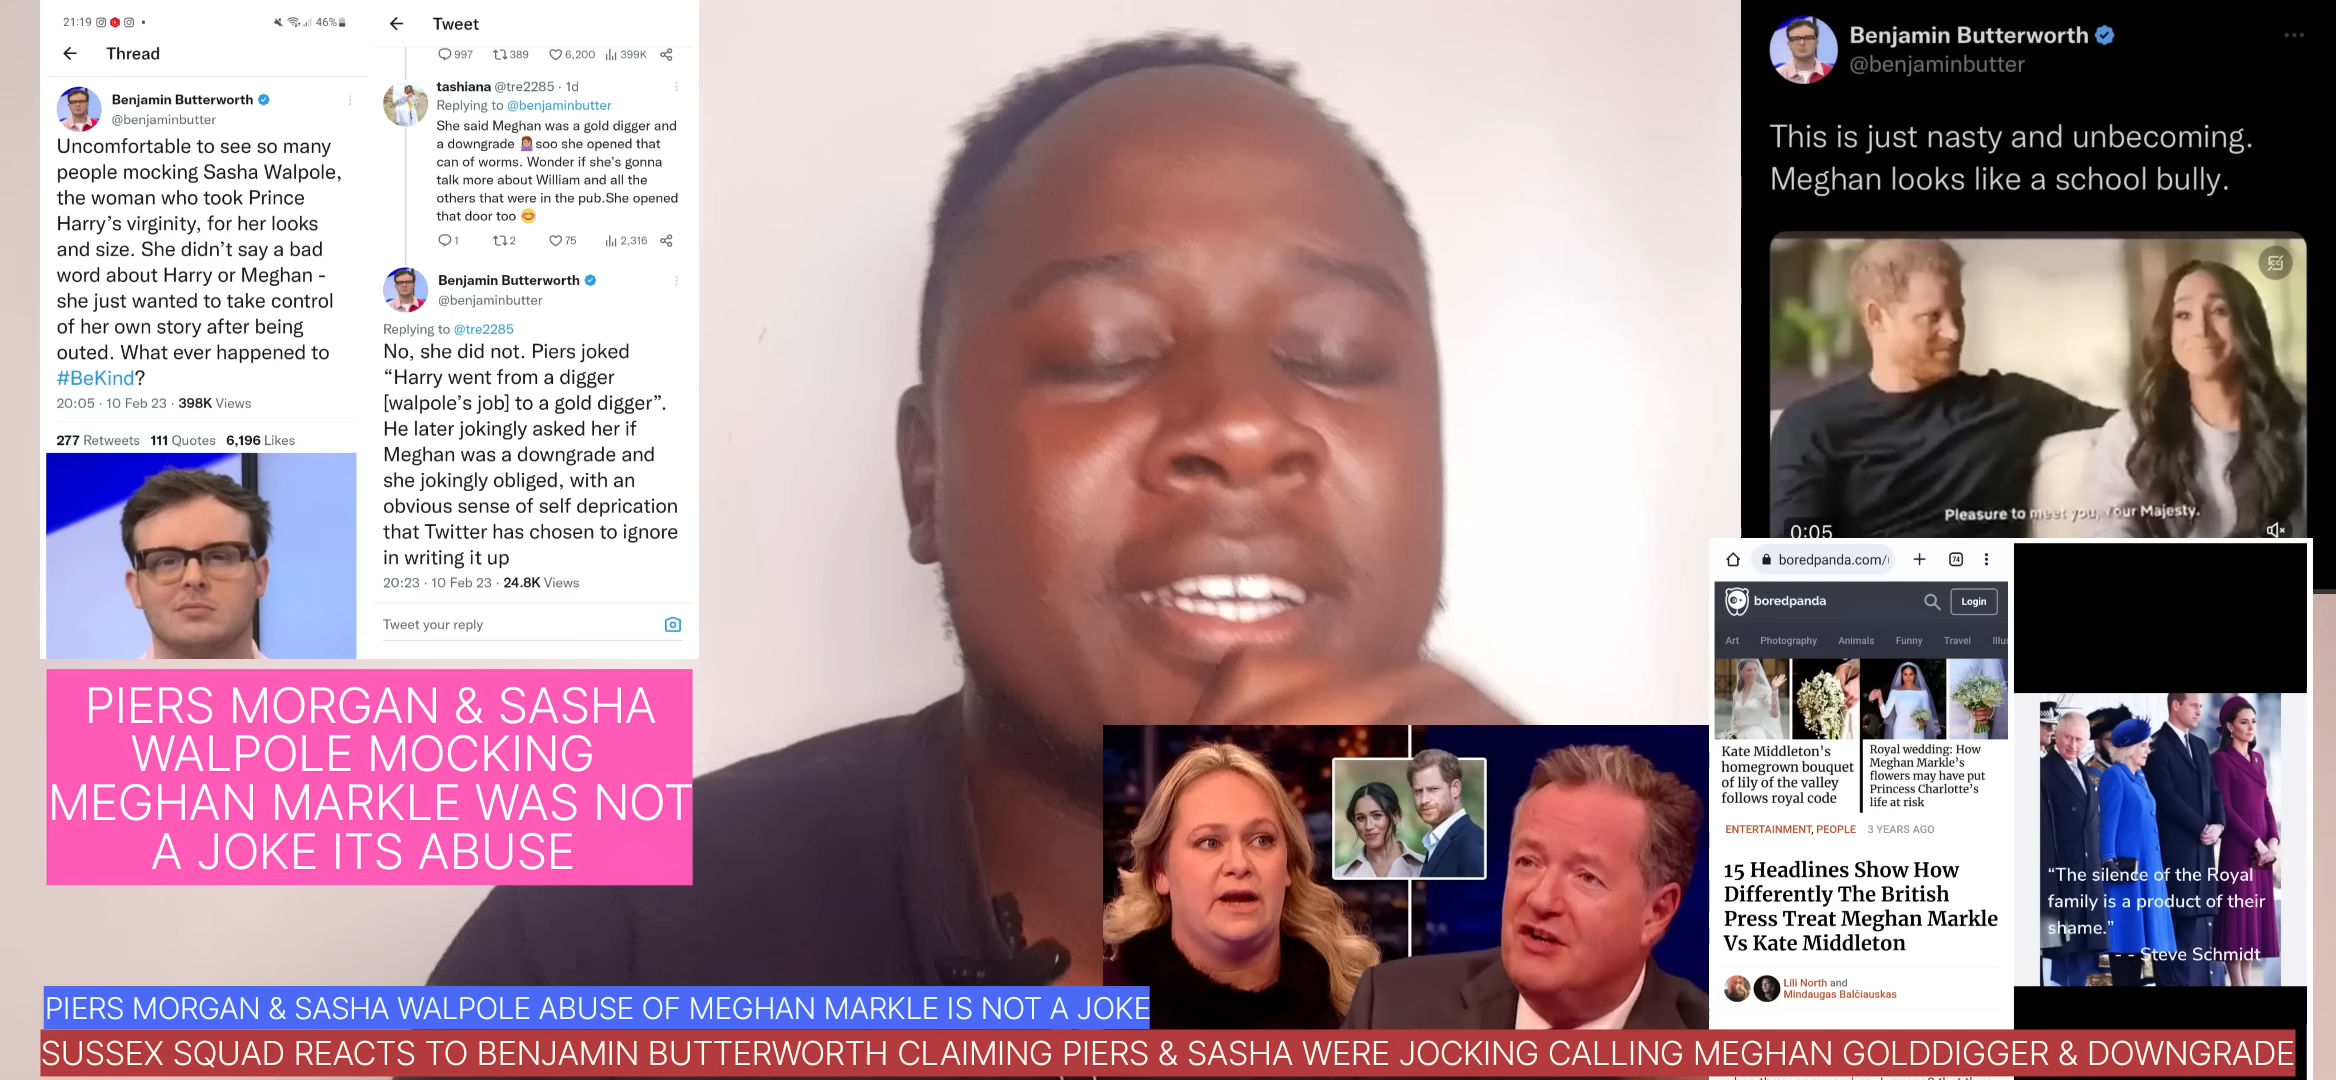 21:19
46%
Thread
Benjamin Butterworth
@benjaminbutter
Uncomfortable to see so many
people mocking Sasha Walpole,
the woman who took Prince
Harry's virginity, for her looks
and size. She didn't say a bad
word about Harry or Meghan -
she just wanted to take control
of her own story after being
outed. What ever happened to
#BeKind?
20:05 · 10 Feb 23 · 398K Views
277 Retweets 111 Quotes 6,196 Likes
Tweet
997 389 6,200 399K
tashiana @tre2285 · 1d
Replying to @benjaminbutter
She said Meghan was a gold digger and
a downgrade 🤷🏽‍♀️soo she opened that
can of worms. Wonder if she's gonna
talk more about William and all the
others that were in the pub.She opened
that door too 😊
1 2 75 2,316
Benjamin Butterworth
@benjaminbutter
Replying to @tre2285
No, she did not. Piers joked
“Harry went from a digger
[walpole's job] to a gold digger”.
He later jokingly asked her if
Meghan was a downgrade and
she jokingly obliged, with an
obvious sense of self deprication
that Twitter has chosen to ignore
in writing it up
20:23 · 10 Feb 23 · 24.8K Views
Tweet your reply
PIERS MORGAN & SASHA
WALPOLE MOCKING
MEGHAN MARKLE WAS NOT
A JOKE ITS ABUSE
Benjamin Butterworth
@benjaminbutter
This is just nasty and unbecoming.
Meghan looks like a school bully.
Pleasure to meet you, Your Majesty.
0:05
boredpanda.com/
74
boredpanda
Login
Art Photography Animals Funny Travel Illu
Kate Middleton's
homegrown bouquet
of lily of the valley
follows royal code
Royal wedding: How
Meghan Markle's
flowers may have put
Princess Charlotte's
life at risk
ENTERTAINMENT, PEOPLE 3 YEARS AGO
15 Headlines Show How
Differently The British
Press Treat Meghan Markle
Vs Kate Middleton
Lili North and
Mindaugas Balčiauskas
“The silence of the Royal
family is a product of their
shame.”
- - Steve Schmidt
PIERS MORGAN & SASHA WALPOLE ABUSE OF MEGHAN MARKLE IS NOT A JOKE
SUSSEX SQUAD REACTS TO BENJAMIN BUTTERWORTH CLAIMING PIERS & SASHA WERE JOCKING CALLING MEGHAN GOLDDIGGER & DOWNGRADE